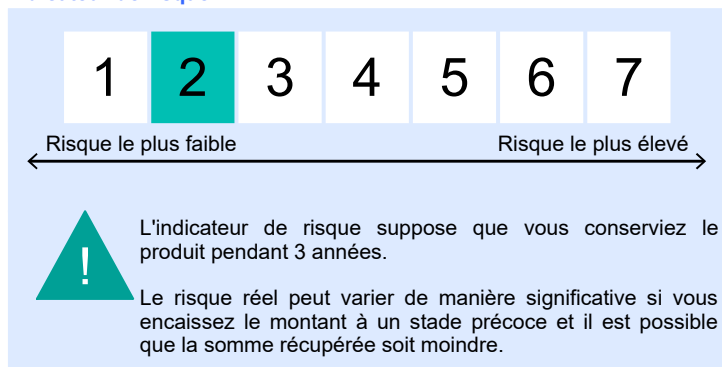 1 2 3 4 5 6 7
Risque le plus faible Risque le plus élevé
!
L'indicateur de risque suppose que vous conserviez le
produit pendant 3 années.
Le risque réel peut varier de manière significative si vous
encaissez le montant à un stade précoce et il est possible
que la somme récupérée soit moindre.